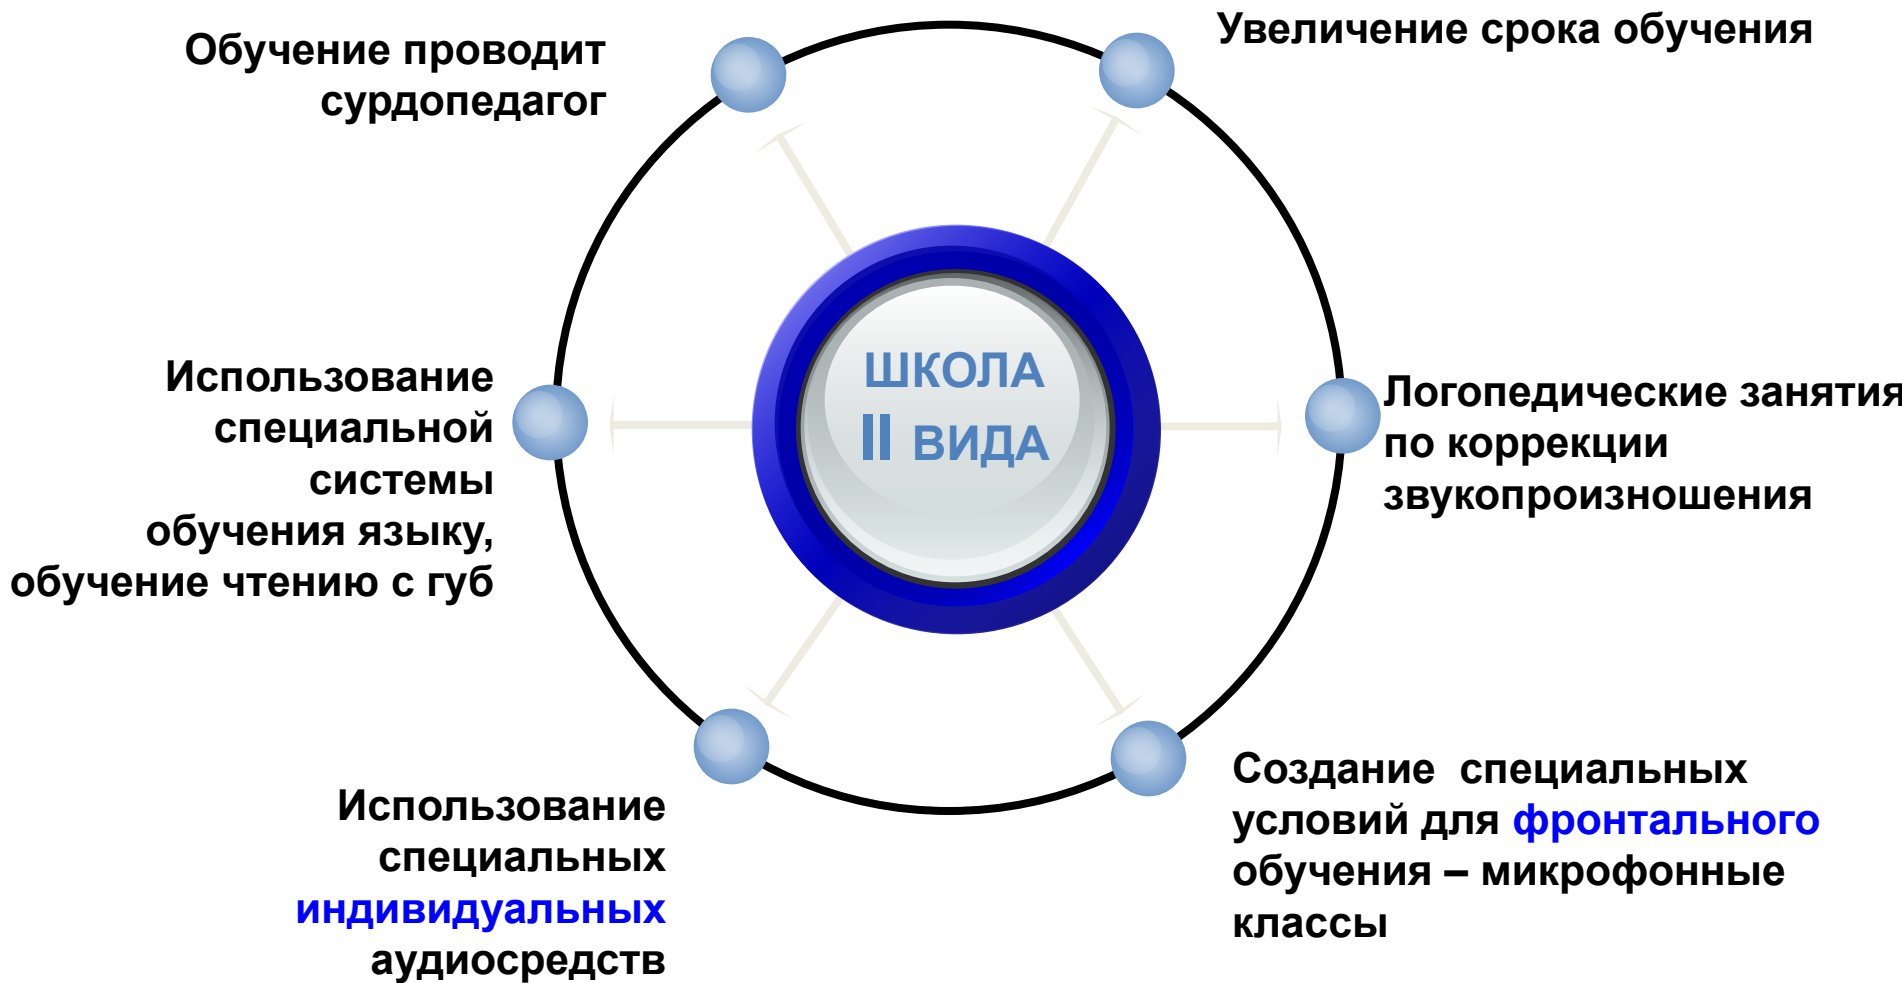 Обучение проводит
сурдопедагог
Увеличение срока обучения
Использование
специальной
системы
обучения языку,
обучение чтению с губ
ШКОЛА
II ВИДА
Логопедические занятия
по коррекции
звукопроизношения
Использование
специальных
индивидуальных
аудиосредств
Создание специальных
условий для фронтального
обучения – микрофонные
классы